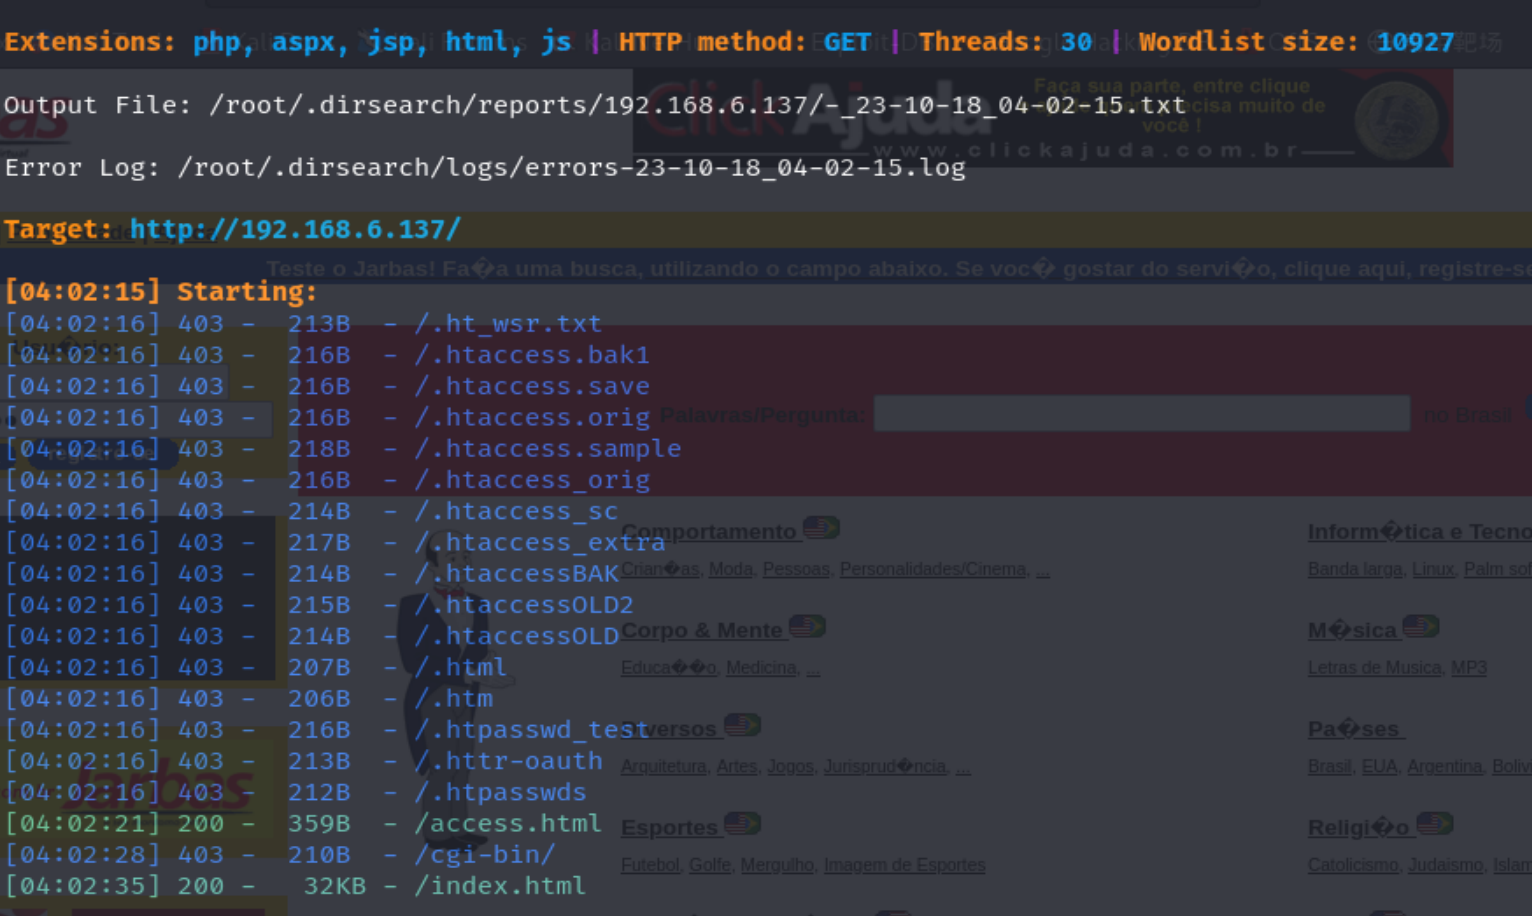 Extensions: php, aspx, jsp, html, js | HTTP method: GET | Threads: 30 | Wordlist size: 10927
靶场
Faça sua parte, entre clique
Output File: /root/.dirsearch/reports/192.168.6.137/-_23-10-18_04-02-15.txt
ClickAjuda
você !
www.clickajuda.com.br
Error Log: /root/.dirsearch/logs/errors-23-10-18_04-02-15.log
Target: http://192.168.6.137/
Teste o Jarbas! Fa�a uma busca, utilizando o campo abaixo. Se voc� gostar do servi�o, clique aqui, registre-s
[04:02:15] Starting:
[04:02:16] 403 -  213B  - /.ht_wsr.txt
[04:02:16] 403 -  216B  - /.htaccess.bak1
[04:02:16] 403 -  216B  - /.htaccess.save
[04:02:16] 403 -  216B  - /.htaccess.orig
Palavras/Pergunta: no Brasil
[04:02:16] 403 -  218B  - /.htaccess.sample
[04:02:16] 403 -  216B  - /.htaccess_orig
[04:02:16] 403 -  214B  - /.htaccess_sc
Comportamento Inform�tica e Tecno
[04:02:16] 403 -  217B  - /.htaccess_extra
[04:02:16] 403 -  214B  - /.htaccessBAK
Crian�as, Moda, Pessoas, Personalidades/Cinema, ... Banda larga, Linux, Palm sol
[04:02:16] 403 -  215B  - /.htaccessOLD2
[04:02:16] 403 -  214B  - /.htaccessOLD
Corpo & Mente M�sica
[04:02:16] 403 -  207B  - /.html
Educa��o, Medicina, ... Letras de Musica, MP3
[04:02:16] 403 -  206B  - /.htm
[04:02:16] 403 -  216B  - /.htpasswd_test
Diversos Pa�ses
[04:02:16] 403 -  213B  - /.httr-oauth
Arquitetura, Artes, Jogos, Jurisprud�ncia, ... Brasil, EUA, Argentina, Boliv
[04:02:16] 403 -  212B  - /.htpasswds
Jarbas
[04:02:21] 200 -  359B  - /access.html
Esportes Religi�o
[04:02:28] 403 -  210B  - /cgi-bin/
Futebol, Golfe, Mergulho, Imagem de Esportes Catolicismo, Judaismo, Islam
[04:02:35] 200 -   32KB - /index.html